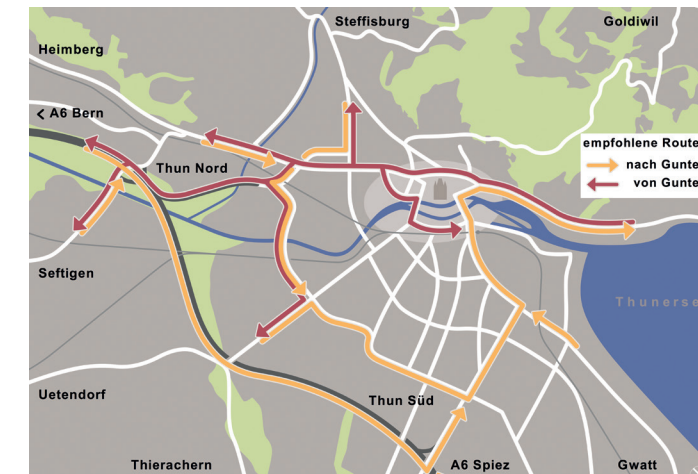 Steffisburg
Goldiwil
Heimberg
< A6 Bern
empfohlene Route
Thun Nord
nach Gunte
von Gunte
Seftigen
Thunerse
Uetendorf
Thun Süd
Thierachern
A6 Spiez
Gwatt